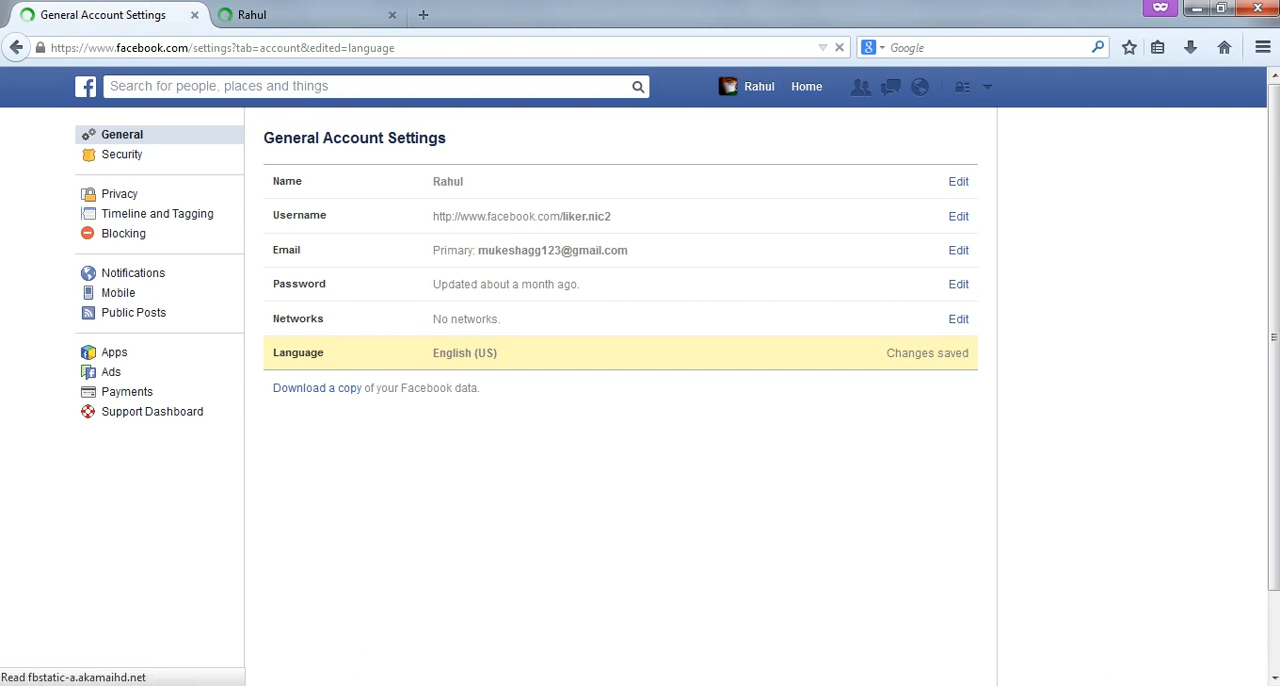 General Account Settings
Rahul
https://www.facebook.com/settings?tab=account&edited=language
Google
Search for people, places and things
Rahul
Home
General
Security
Privacy
Timeline and Tagging
Blocking
Notifications
Mobile
Public Posts
Apps
Ads
Payments
Support Dashboard
General Account Settings
Name Rahul Edit
Username http://www.facebook.com/liker.nic2 Edit
Email Primary: mukeshagg123@gmail.com Edit
Password Updated about a month ago. Edit
Networks No networks. Edit
Language English (US) Changes saved
Download a copy of your Facebook data.
Read fbstatic-a.akamaihd.net